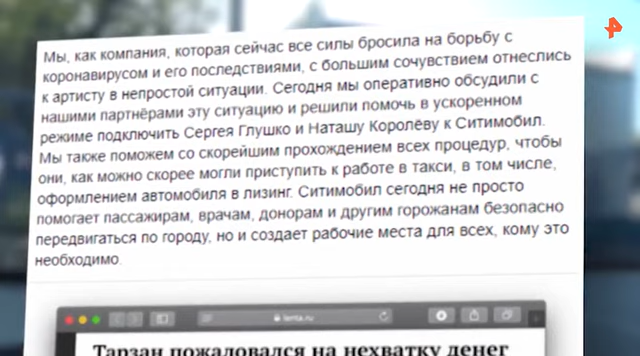 Мы, как компания, которая сейчас все силы бросила на борьбу с
коронавирусом и его последствиями, с большим сочувствием отнеслись
к артисту в непростой ситуации. Сегодня мы оперативно обсудили с
нашими партнёрами эту ситуацию и решили помочь в ускоренном
режиме подключить Сергея Глушко и Наташу Королёву к Ситимобил.
Мы также поможем со скорейшим прохождением всех процедур, чтобы
они, как можно скорее могли приступить к работе в такси, в том числе,
оформлением автомобиля в лизинг. Ситимобил сегодня не просто
помогает пассажирам, врачам, донорам и другим горожанам безопасно
передвигаться по городу, но и создает рабочие места для всех, кому это
необходимо.
lenta.ru
Тарзан пожаловался на нехватку денег